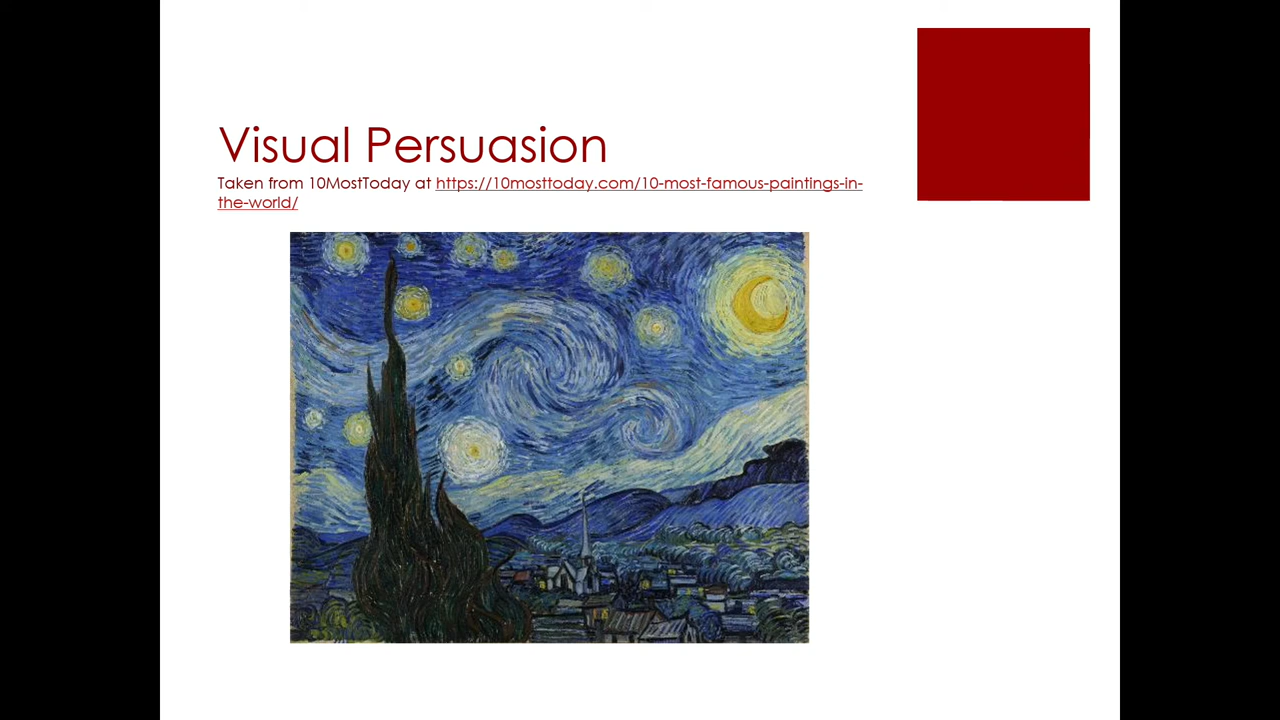 Visual Persuasion
Taken from 10MostToday at https://10mosttoday.com/10-most-famous-paintings-in-
the-world/